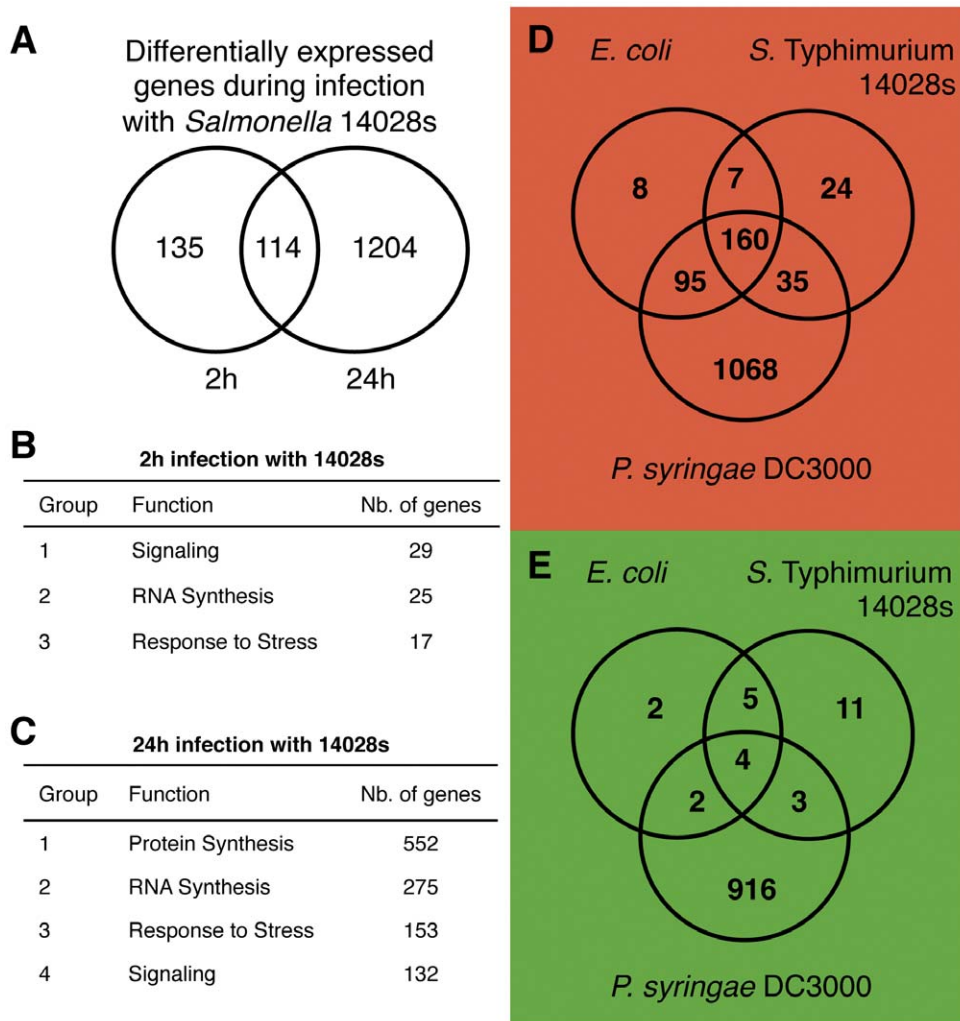 A
Differentially expressed
genes during infection
with Salmonella 14028s
135 114 1204
2h 24h
B
2h infection with 14028s
Group Function Nb. of genes
1 Signaling 29
2 RNA Synthesis 25
3 Response to Stress 17
C
24h infection with 14028s
Group Function Nb. of genes
1 Protein Synthesis 552
2 RNA Synthesis 275
3 Response to Stress 153
4 Signaling 132
D
E. coli S. Typhimurium
14028s
8 7 24
160
95 35
1068
P. syringae DC3000
E
E. coli S. Typhimurium
14028s
2 5 11
4
2 3
916
P. syringae DC3000